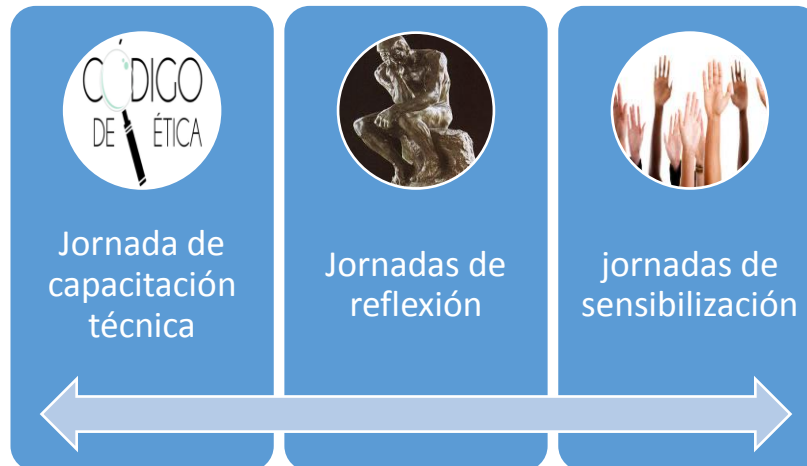 CÓDIGO
DE ÉTICA
Jornada de
capacitación
técnica
Jornadas de
reflexión
jornadas de
sensibilización